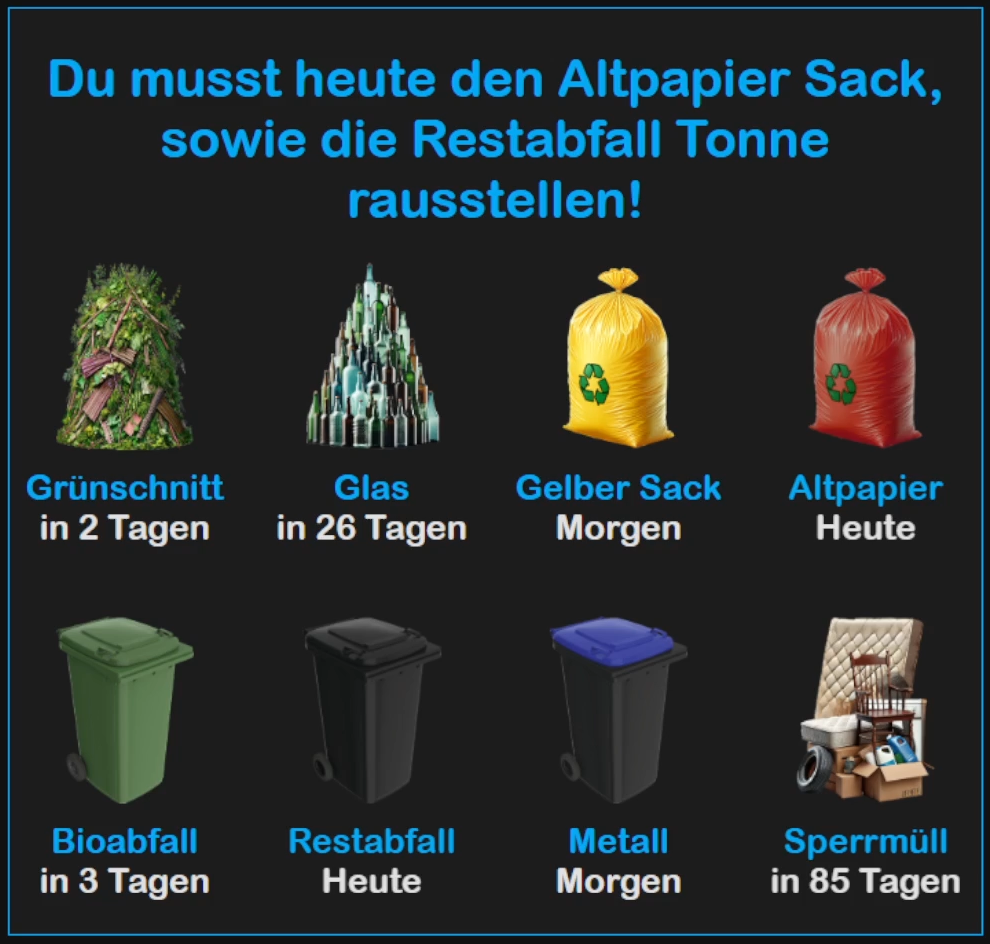 Du musst heute den Altpapier Sack,
sowie die Restabfall Tonne
rausstellen!
Grünschnitt
in 2 Tagen
Glas
in 26 Tagen
Gelber Sack
Morgen
Altpapier
Heute
Bioabfall
in 3 Tagen
Restabfall
Heute
Metall
Morgen
Sperrmüll
in 85 Tagen